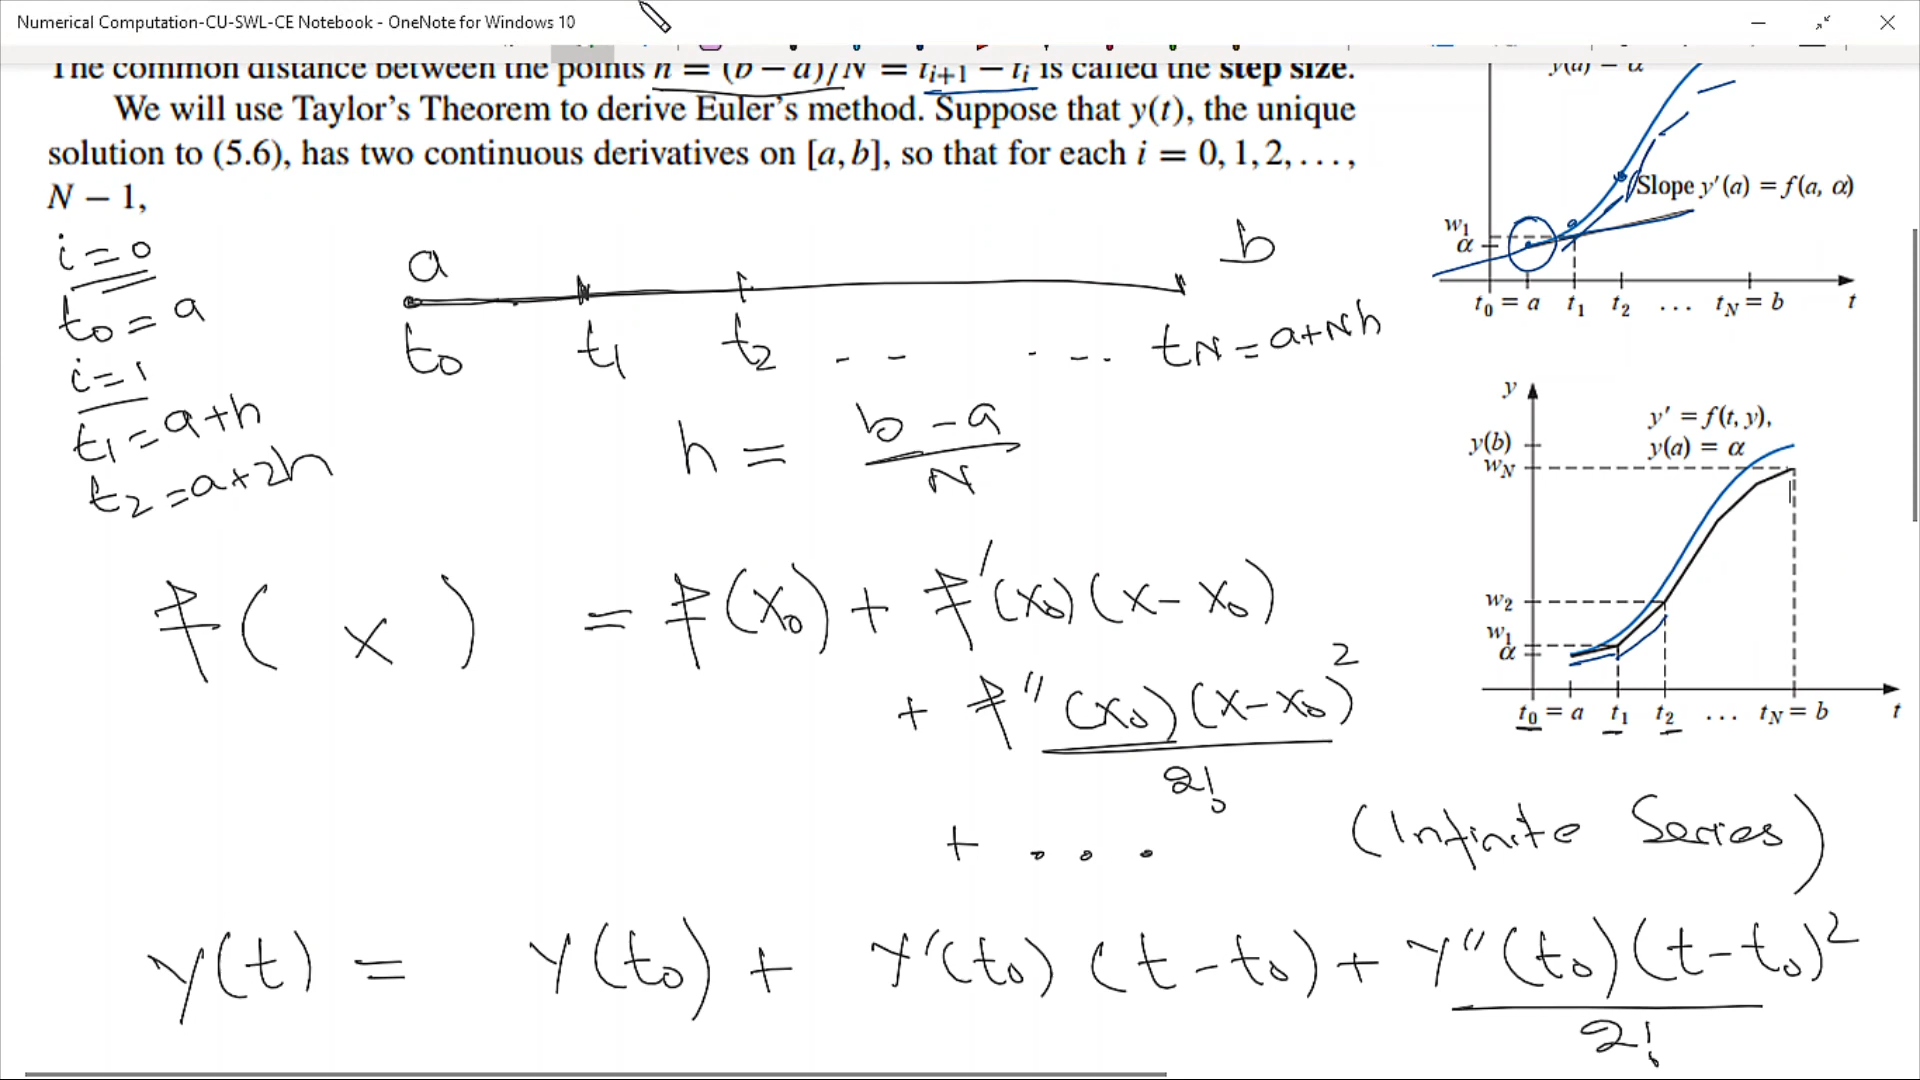 Numerical Computation-CU-SWL-CE Notebook - OneNote for Windows 10
The common distance between the points h = (b − a)/N = tᵢ₊₁ − tᵢ is called the step size.
We will use Taylor's Theorem to derive Euler's method. Suppose that y(t), the unique
solution to (5.6), has two continuous derivatives on [a, b], so that for each i = 0, 1, 2, . . . ,
N − 1,
i = 0
t₀ = a
i = 1
t₁ = a+h
t₂ = a+2h
a b
t₀ t₁ t₂ - - . - - . . tN = a+Nh
h = b-a / N
f( x ) = f(x₀) + f'(x₀)(x-x₀)
+ f''(x₀)(x-x₀)² / 2!
+ . . . (Infinite Series)
y(t) = y(t₀) + y'(t₀)(t-t₀) + y''(t₀)(t-t₀)² / 2!
y(a) = α
Slope y′(a) = f(a, α)
w₁
α
t₀ = a t₁ t₂ . . . tN = b t
y
y′ = f(t, y),
y(a) = α
y(b)
wN
w₂
w₁
α
t₀ = a t₁ t₂ . . . tN = b t